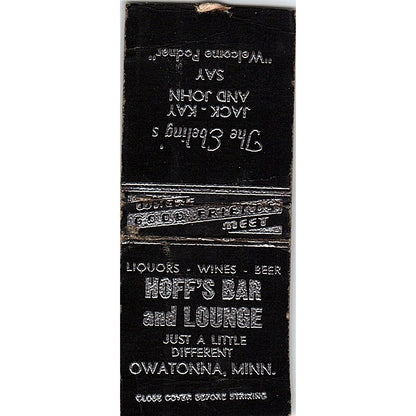 The Ebeling's
JACK - KAY
AND JOHN
SAY
"Welcome Podner"
WHERE
GOOD FRIENDS
MEET
LIQUORS - WINES - BEER
HOFF'S BAR
and LOUNGE
JUST A LITTLE
DIFFERENT
OWATONNA, MINN.
CLOSE COVER BEFORE STRIKING